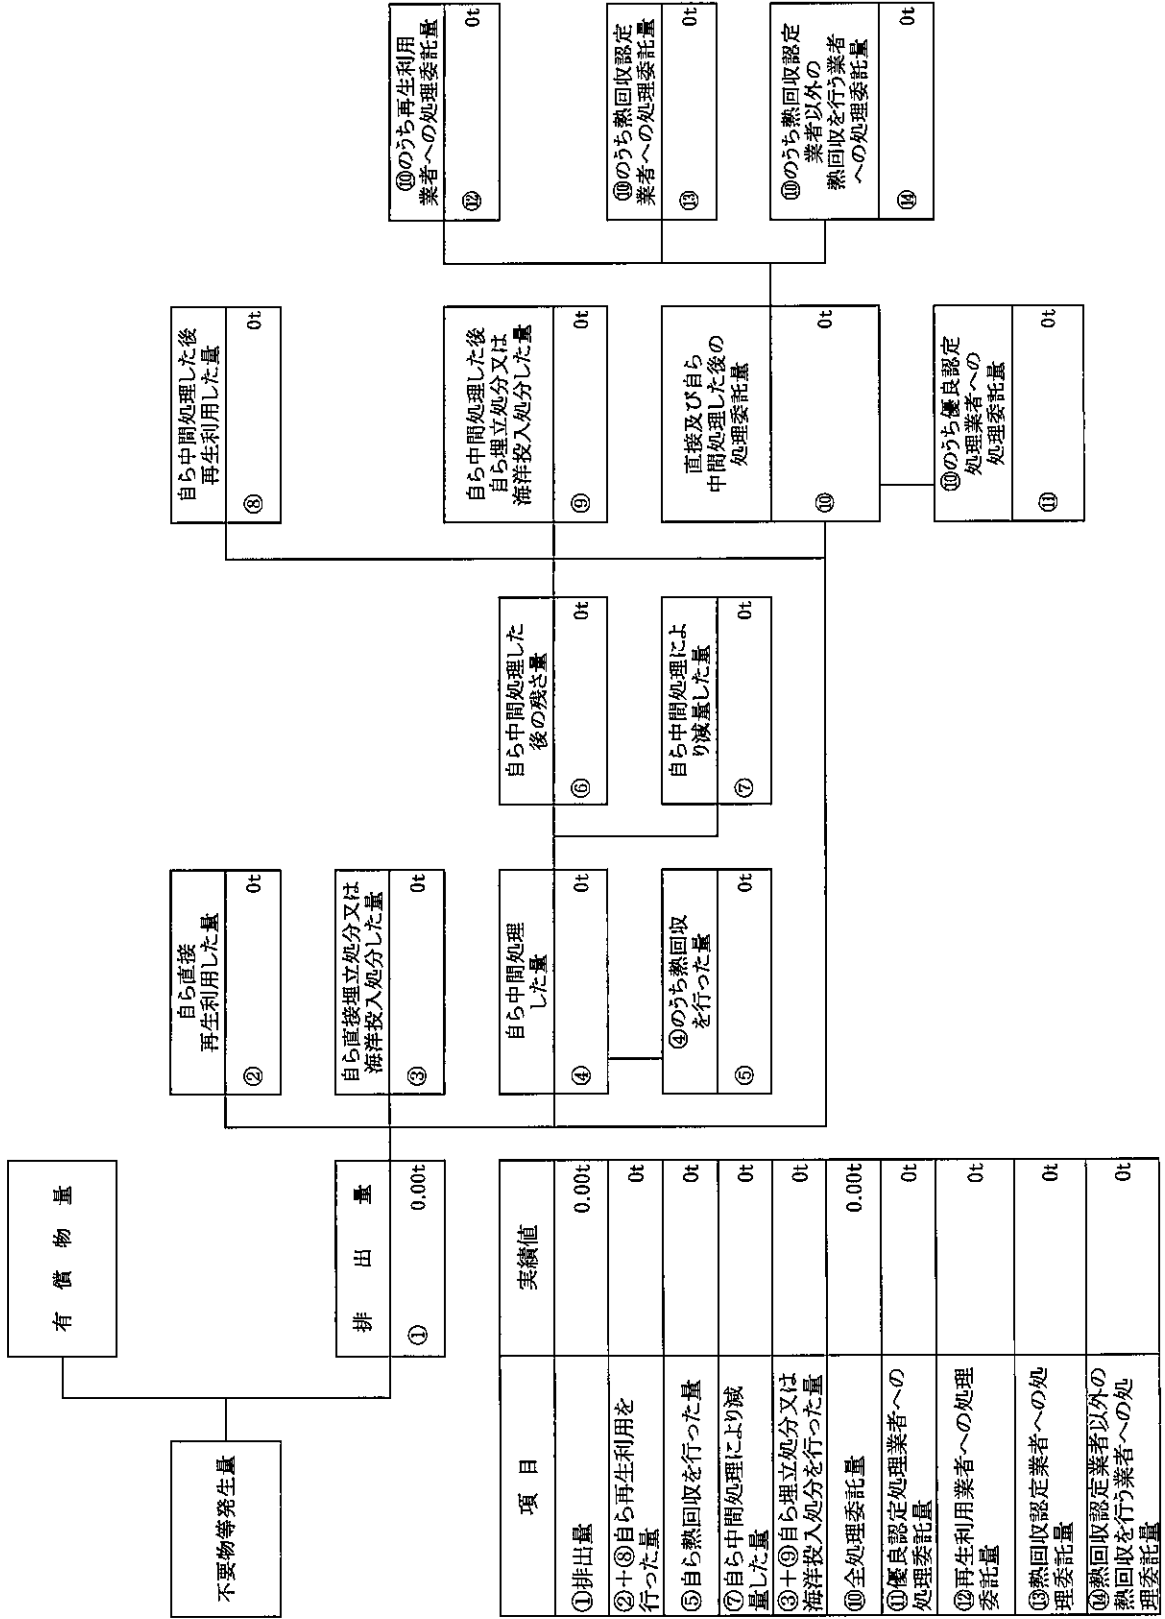 不要物等発生量
有償物量
排出量
① 0.00t
自ら直接
再生利用した量
② 0t
自ら直接埋立処分又は
海洋投入処分した量
③ 0t
自ら中間処理
した量
④ 0t
④のうち熱回収
を行った量
⑤ 0t
自ら中間処理した
後の残さ量
⑥ 0t
自ら中間処理によ
り減量した量
⑦ 0t
自ら中間処理した後
再生利用した量
⑧ 0t
自ら中間処理した後
自ら埋立処分又は
海洋投入処分した量
⑨ 0t
直接及び自ら
中間処理した後の
処理委託量
⑩ 0t
⑩のうち優良認定
処理業者への
処理委託量
⑪ 0t
⑩のうち再生利用
業者への処理委託量
⑫ 0t
⑩のうち熱回収認定
業者への処理委託量
⑬ 0t
⑩のうち熱回収認定
業者以外の
熱回収を行う業者
への処理委託量
⑭ 0t
項目 実績値
①排出量 0.00t
②+⑧自ら再生利用を
行った量 0t
⑤自ら熱回収を行った量 0t
⑦自ら中間処理により減
量した量 0t
③+⑨自ら埋立処分又は
海洋投入処分を行った量 0t
⑩全処理委託量 0.00t
⑪優良認定処理業者への
処理委託量 0t
⑫再生利用業者への処理
委託量 0t
⑬熱回収認定業者への処
理委託量 0t
⑭熱回収認定業者以外の
熱回収を行う業者への処
理委託量 0t